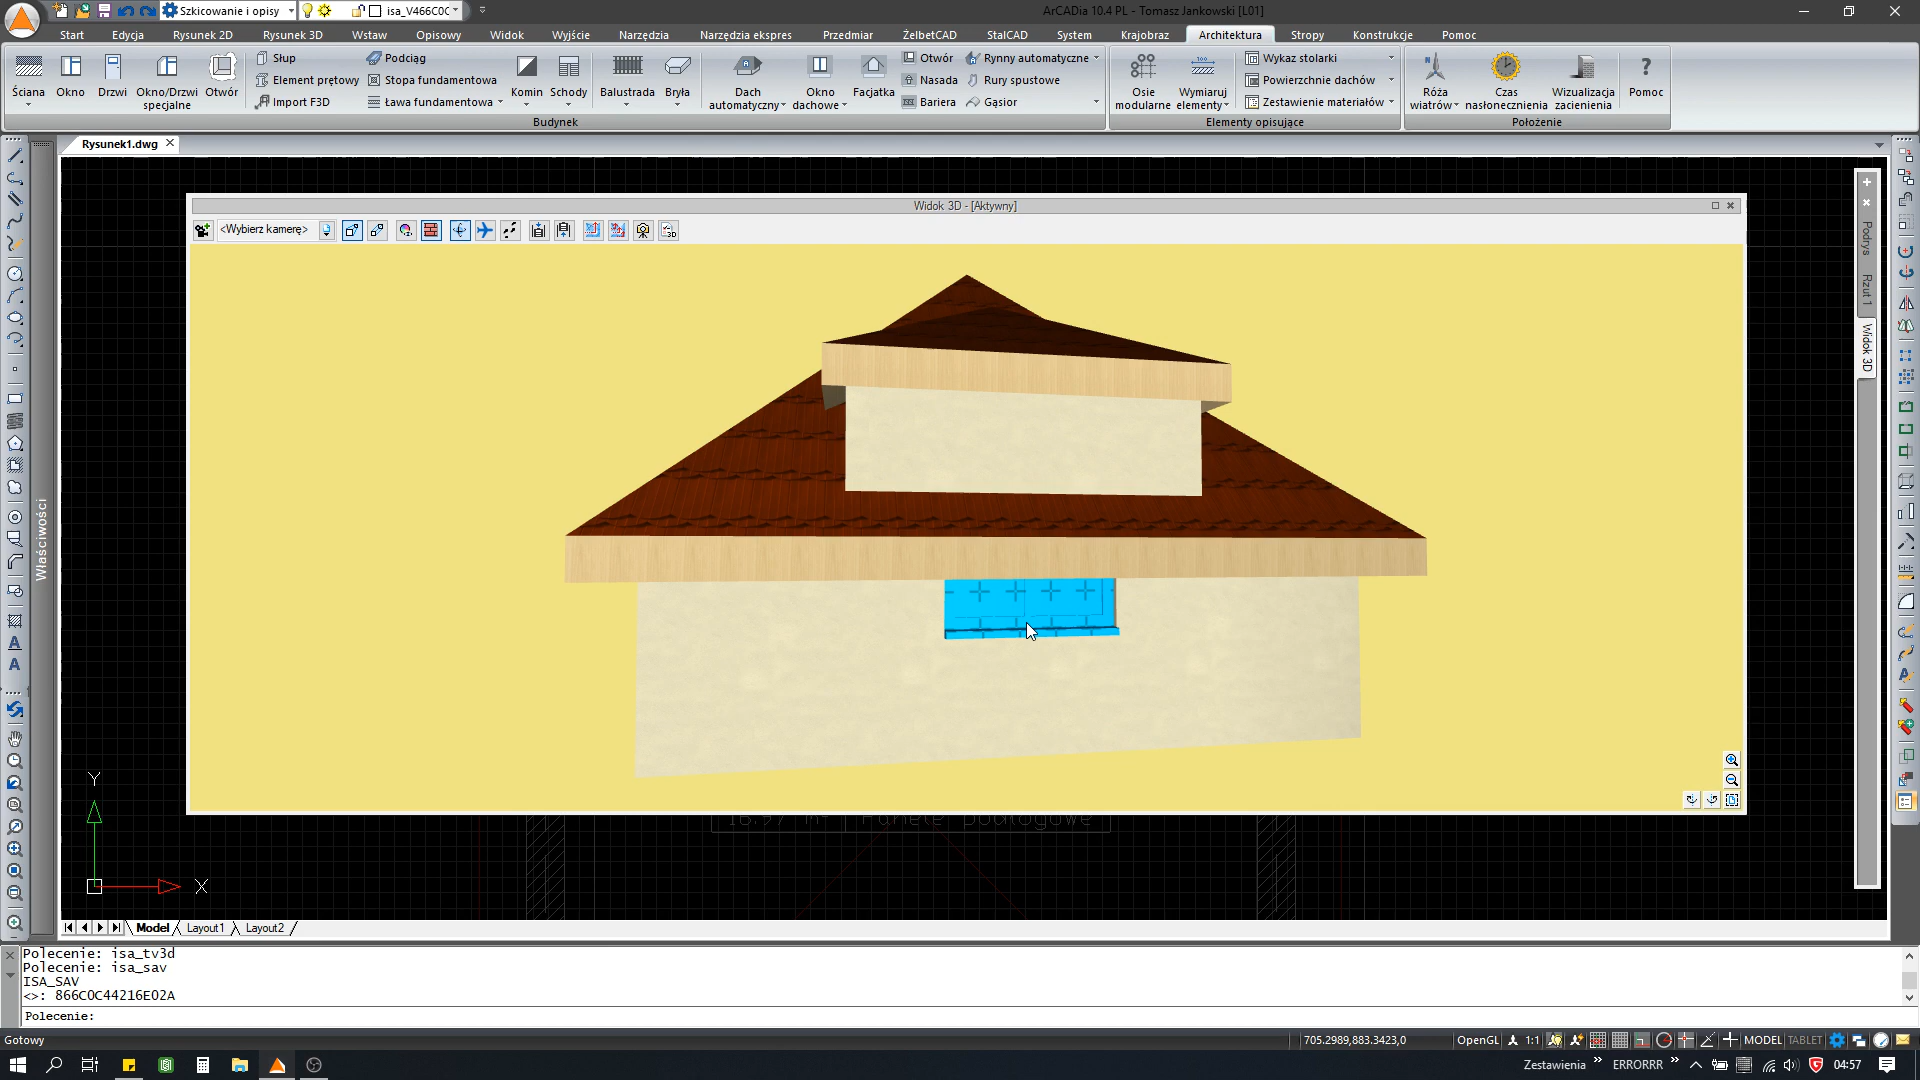 Szkicowanie i opisy
isa_V466C0C
ArCADia 10.4 PL - Tomasz Jankowski [L01]
Start
Edycja
Rysunek 2D
Rysunek 3D
Wstaw
Opisowy
Widok
Wyjście
Narzędzia
Narzędzia ekspres
Przedmiar
ŻelbetCAD
StalCAD
System
Krajobraz
Architektura
Stropy
Konstrukcje
Pomoc
Ściana
Okno
Drzwi
Okno/Drzwi specjalne
Otwór
Słup
Element prętowy
Import F3D
Podciąg
Stopa fundamentowa
Ława fundamentowa
Komin
Schody
Balustrada
Bryła
Dach automatyczny
Okno dachowe
Facjatka
Otwór
Nasada
Bariera
Rynny automatyczne
Rury spustowe
Gąsior
Osie modularne
Wymiaruj elementy
Wykaz stolarki
Powierzchnie dachów
Zestawienie materiałów
Róża wiatrów
Czas nasłonecznienia
Wizualizacja zacienienia
Pomoc
Budynek
Elementy opisujące
Położenie
Rysunek1.dwg
Widok 3D - [Aktywny]
<Wybierz kamerę>
Podrys
Rzut 1
Widok 3D
Właściwości
18.97 m² Panele podłogowe
Y
X
Model
Layout1
Layout2
Polecenie: isa_tv3d
Polecenie: isa_sav
ISA_SAV
<>: 866C0C44216E02A
Polecenie:
Gotowy
705.2989,883.3423,0
OpenGL
1:1
MODEL
TABLET
Zestawienia
ERRORRR
04:57